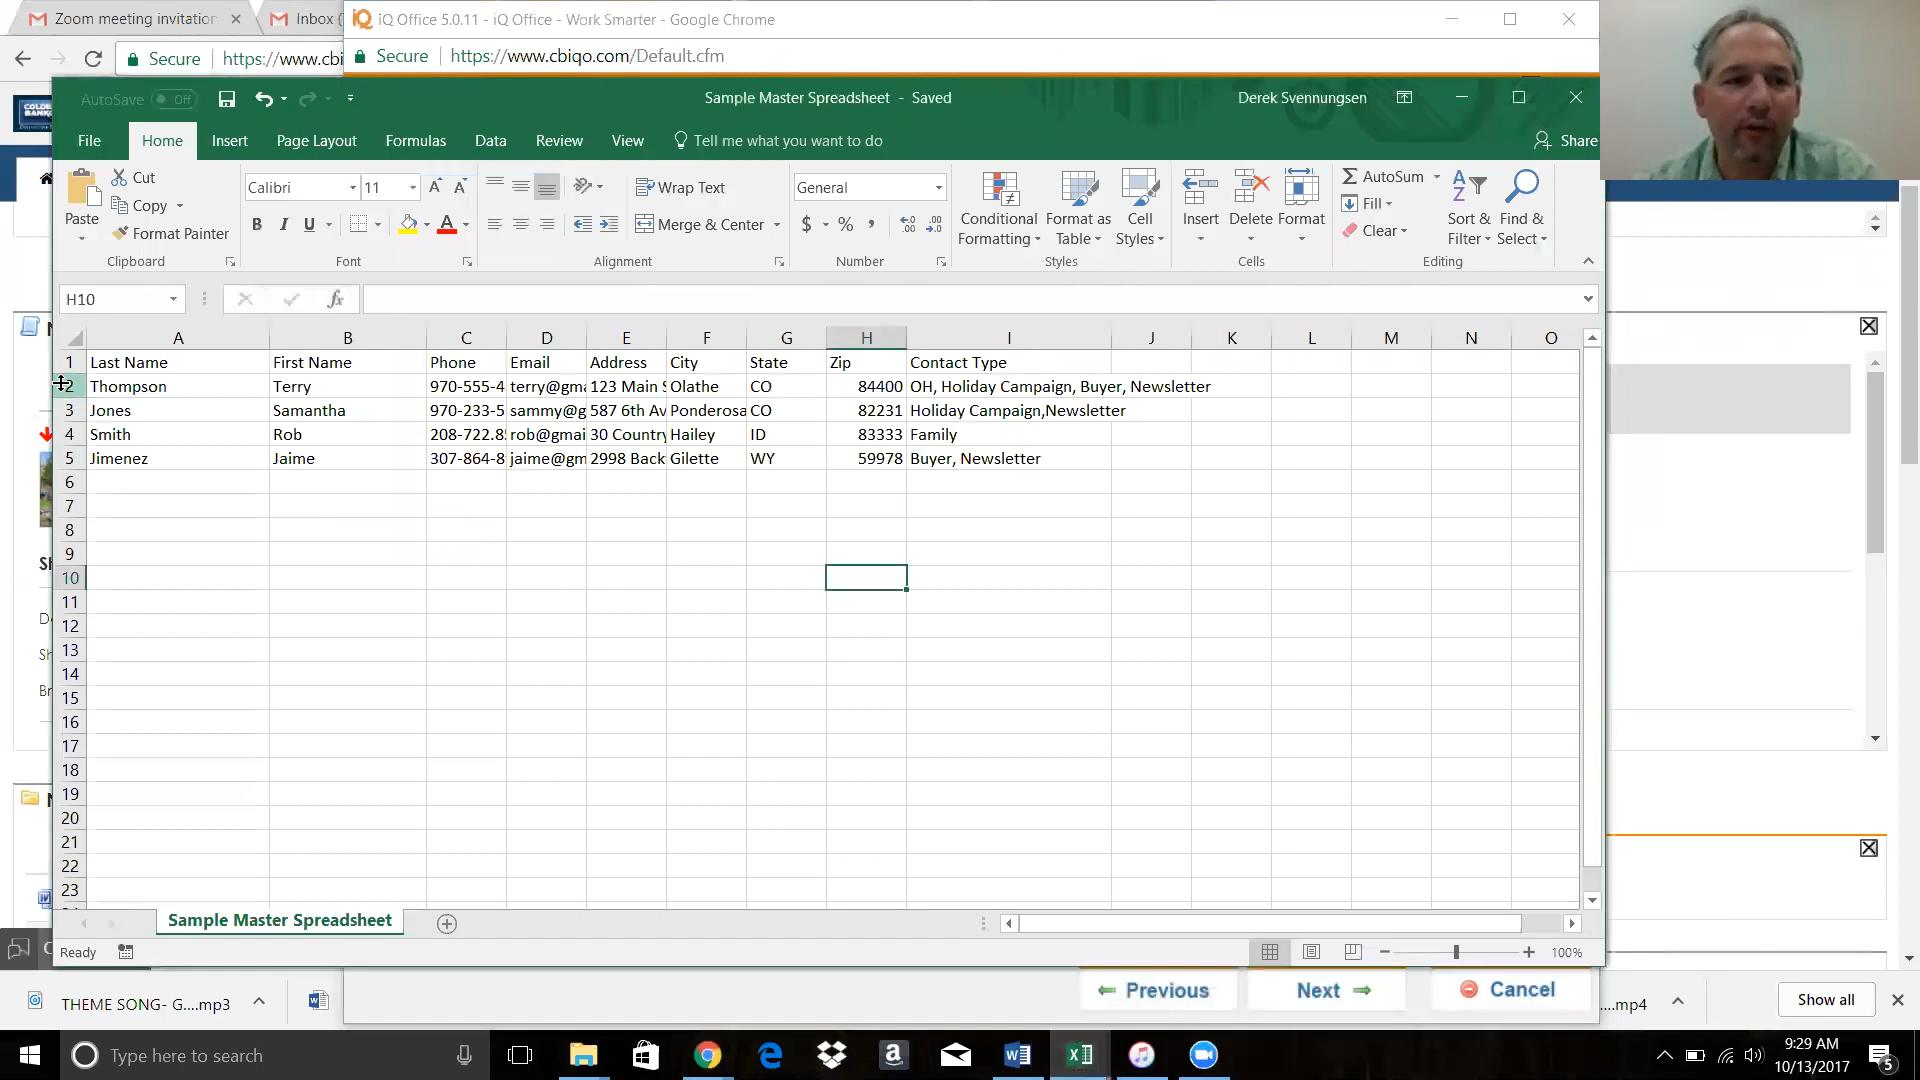 Zoom meeting invitation
Inbox (
iQ Office 5.0.11 - iQ Office - Work Smarter - Google Chrome
Secure https://www.cbi
Secure https://www.cbiqo.com/Default.cfm
AutoSave Off
Sample Master Spreadsheet - Saved
Derek Svennungsen
File Home Insert Page Layout Formulas Data Review View Tell me what you want to do Share
Paste
Cut
Copy
Format Painter
Clipboard
Calibri 11
B I U
Font
Wrap Text
Merge & Center
Alignment
General
$ % ,
Number
Conditional Formatting
Format as Table
Cell Styles
Styles
Insert
Delete
Format
Cells
AutoSum
Fill
Clear
Sort & Filter
Find & Select
Editing
H10
fx
A B C D E F G H I J K L M N O
1 Last Name First Name Phone Email Address City State Zip Contact Type
2 Thompson Terry 970-555-4 terry@gma 123 Main S Olathe CO 84400 OH, Holiday Campaign, Buyer, Newsletter
3 Jones Samantha 970-233-5 sammy@g 587 6th Av Ponderosa CO 82231 Holiday Campaign,Newsletter
4 Smith Rob 208-722.8 rob@gmai 30 Country Hailey ID 83333 Family
5 Jimenez Jaime 307-864-8 jaime@gm 2998 Back Gilette WY 59978 Buyer, Newsletter
6
7
8
9
10
11
12
13
14
15
16
17
18
19
20
21
22
23
Sample Master Spreadsheet
Ready
100%
Previous
Next
Cancel
THEME SONG- G....mp3
....mp4
Show all
Type here to search
9:29 AM
10/13/2017
5